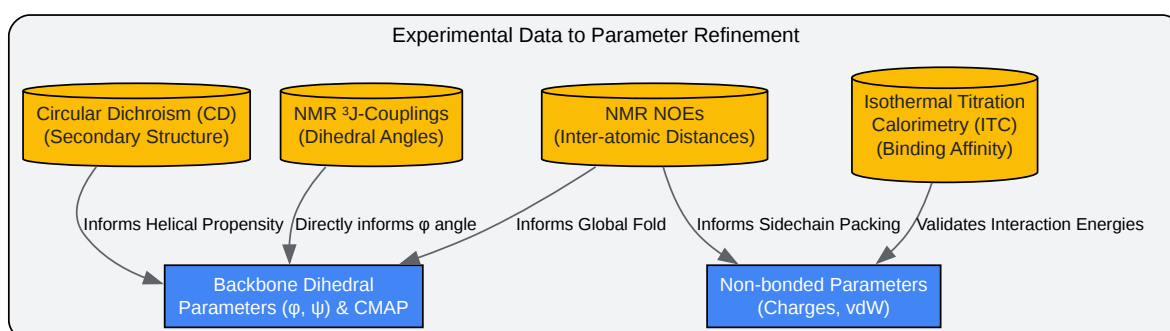 Experimental Data to Parameter Refinement
Circular Dichroism (CD)
(Secondary Structure)
NMR ³J-Couplings
(Dihedral Angles)
NMR NOEs
(Inter-atomic Distances)
Isothermal Titration
Calorimetry (ITC)
(Binding Affinity)
Informs Helical Propensity
Directly informs φ angle
Informs Global Fold
Informs Sidechain Packing
Validates Interaction Energies
Backbone Dihedral
Parameters (φ, ψ) & CMAP
Non-bonded Parameters
(Charges, vdW)